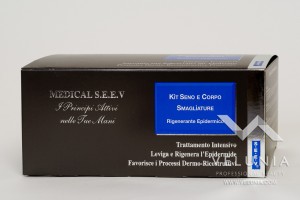 MEDICAL S.E.E.V
I Principi Attivi
nelle Tue Mani
KIT SENO E CORPO
SMAGLIATURE
Rigenerante Epidermico
Trattamento Intensivo
Leviga e Rigenera l'Epidermide
Favorisce i Processi Dermo-Ricostruttivi